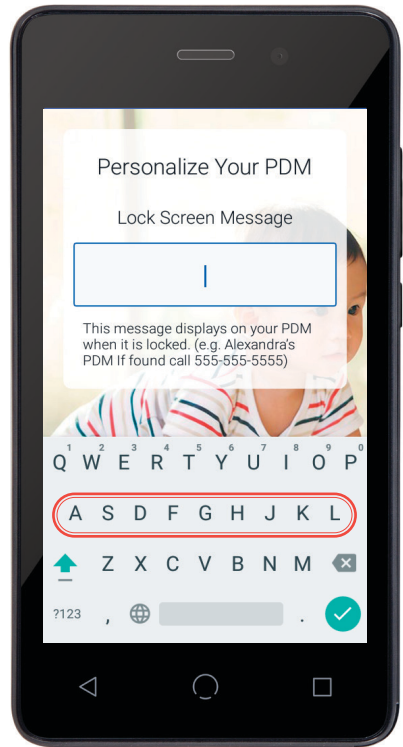 Personalize Your PDM
Lock Screen Message
This message displays on your PDM
when it is locked. (e.g. Alexandra's
PDM If found call 555-555-5555)
1 2 3 4 5 6 7 8 9 0
Q W E R T Y U I O P
A S D F G H J K L
Z X C V B N M
?123 , .